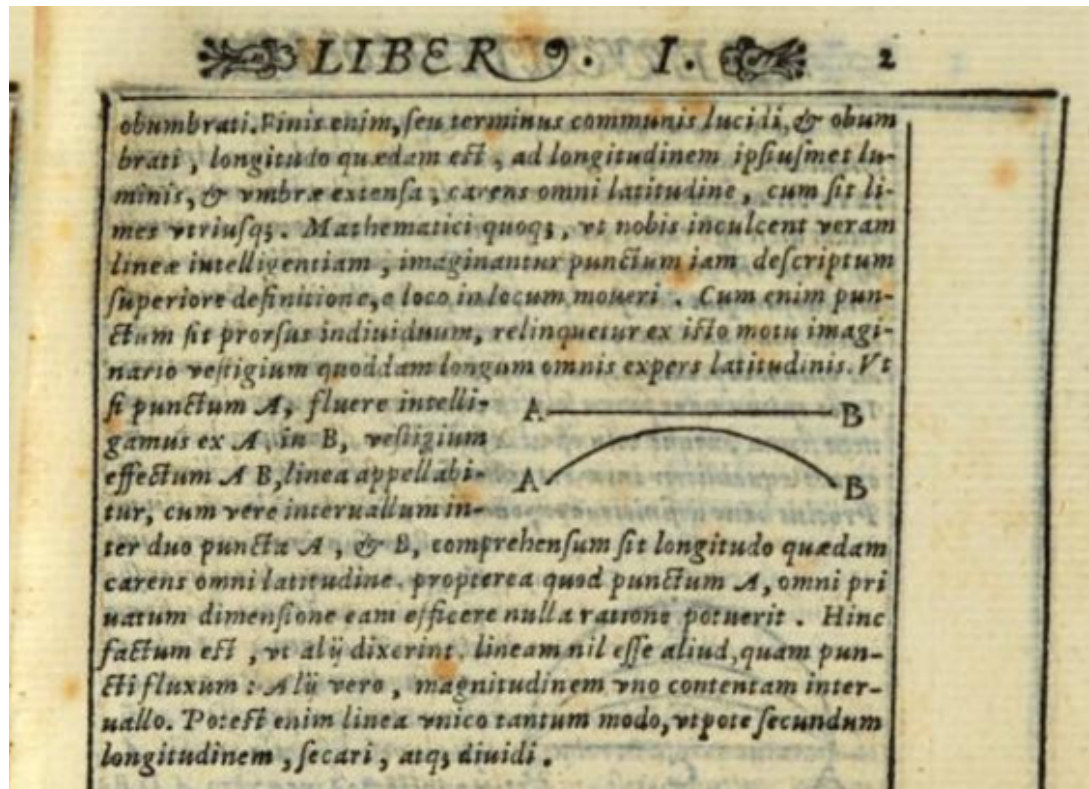 LIBER. I. 2
obumbrati. Finis enim, ſeu terminus communis lucidi, & obum
brati, longitudo quædam eſt, ad longitudinem ipſiuſmet lu-
minis, & vmbræ extenſa; carens omni latitudine, cum ſit li-
mes vtriuſq;. Mathematici quoq;, vt nobis inculcent veram
lineæ intelligentiam, imaginantur punctum iam deſcriptum
ſuperiore definitione, e loco in locum moueri. Cum enim pun-
ctum ſit prorſus indiuiduum, relinquetur ex iſto motu imagi-
nario veſtigium quoddam longum omnis expers latitudinis. Vt
ſi punctum A, fluere intelli-
gamus ex A, in B, veſtigium
effectum A B, linea appellabi-
tur, cum vere interuallum in-
A B
A B
ter duo puncta A, & B, comprehenſum ſit longitudo quædam
carens omni latitudine. propterea quod punctum A, omni pri
uatum dimenſione eam efficere nulla ratione potuerit. Hinc
factum eſt, vt alij dixerint. lineam nil eſſe aliud, quam pun-
cti fluxum: Alij vero, magnitudinem vno contentam inter-
uallo. Poteſt enim linea vnico tantum modo, vtpote ſecundum
longitudinem, ſecari, atq; diuidi.